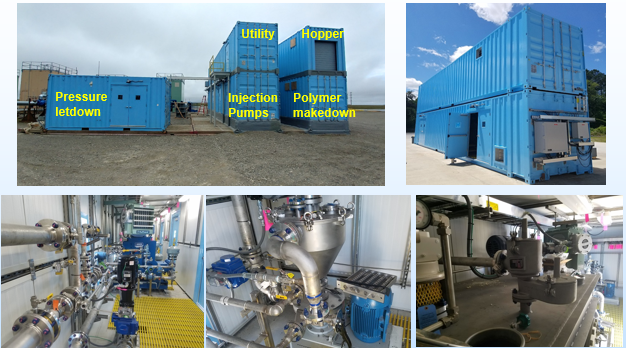 Utility
Hopper
Pressure
letdown
Injection
Pumps
Polymer
makedown